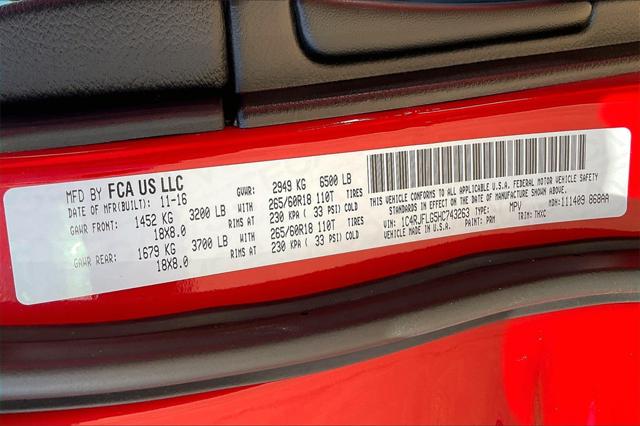 MFD BY FCA US LLC GVWR: 2949 KG 6500 LB
DATE OF MFR(BUILT): 11-16
GAWR FRONT: 1452 KG 3200 LB WITH 265/60R18 110T TIRES
18X8.0 RIMS AT 230 KPA ( 33 PSI) COLD
GAWR REAR: 1679 KG 3700 LB WITH 265/60R18 110T TIRES
18X8.0 RIMS AT 230 KPA ( 33 PSI) COLD
THIS VEHICLE CONFORMS TO ALL APPLICABLE U.S.A. FEDERAL MOTOR VEHICLE SAFETY
STANDARDS IN EFFECT ON THE DATE OF MANUFACTURE SHOWN ABOVE.
VIN: 1C4RJFLG5HC743263 TYPE: MPV MDH: 111409 868AA
VEHICLE MADE IN U.S.A. PAINT: PRM TRIM: THXC